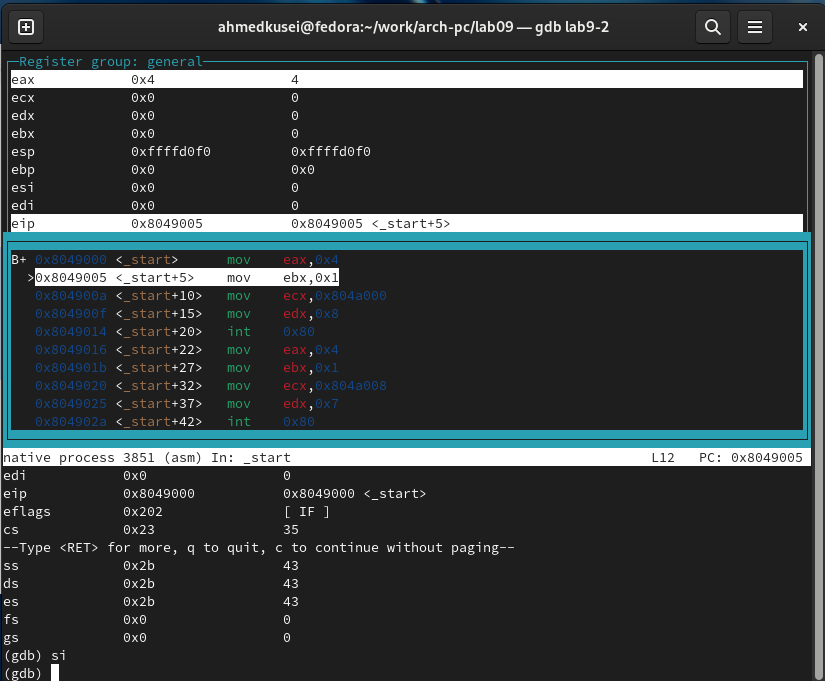 ahmedkusei@fedora:~/work/arch-pc/lab09 — gdb lab9-2
Register group: general
eax 0x4 4
ecx 0x0 0
edx 0x0 0
ebx 0x0 0
esp 0xffffd0f0 0xffffd0f0
ebp 0x0 0x0
esi 0x0 0
edi 0x0 0
eip 0x8049005 0x8049005 <_start+5>
B+ 0x8049000 <_start> mov eax,0x4
>0x8049005 <_start+5> mov ebx,0x1
0x804900a <_start+10> mov ecx,0x804a000
0x804900f <_start+15> mov edx,0x8
0x8049014 <_start+20> int 0x80
0x8049016 <_start+22> mov eax,0x4
0x804901b <_start+27> mov ebx,0x1
0x8049020 <_start+32> mov ecx,0x804a008
0x8049025 <_start+37> mov edx,0x7
0x804902a <_start+42> int 0x80
native process 3851 (asm) In: _start L12 PC: 0x8049005
edi 0x0 0
eip 0x8049000 0x8049000 <_start>
eflags 0x202 [ IF ]
cs 0x23 35
--Type <RET> for more, q to quit, c to continue without paging--
ss 0x2b 43
ds 0x2b 43
es 0x2b 43
fs 0x0 0
gs 0x0 0
(gdb) si
(gdb)